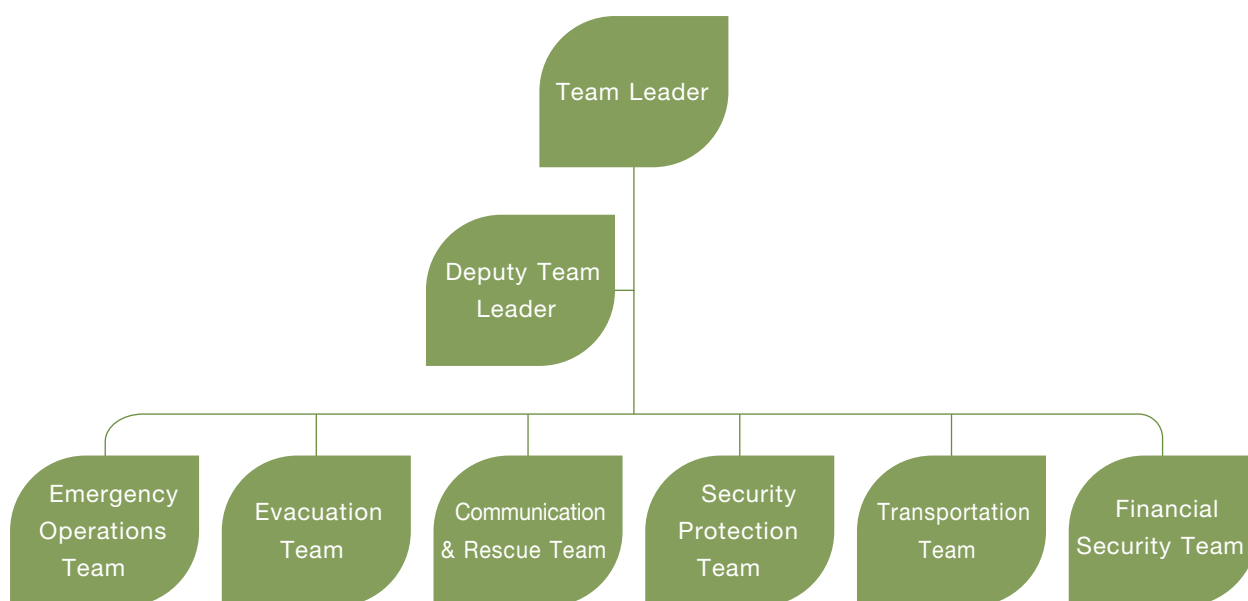 Team Leader
Deputy Team
Leader
Emergency
Operations
Team
Evacuation
Team
Communication
& Rescue Team
Security
Protection
Team
Transportation
Team
Financial
Security Team